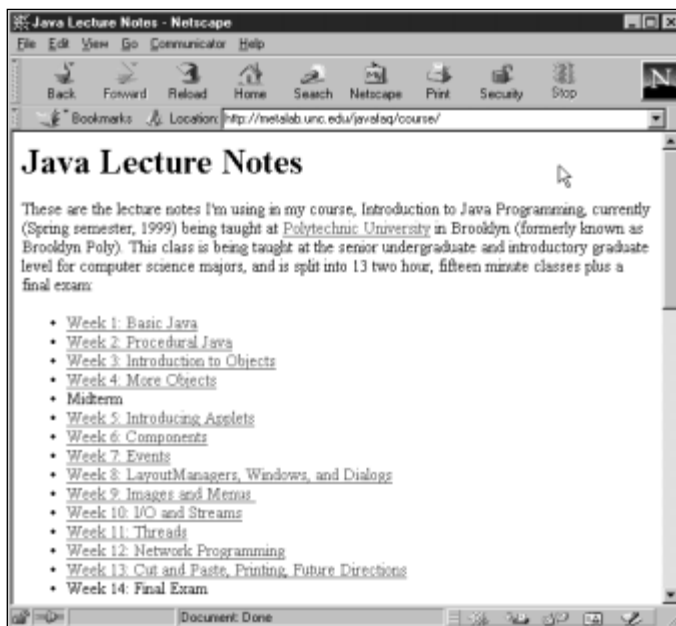 Java Lecture Notes - Netscape
File Edit View Go Communicator Help
Back Forward Reload Home Search Netscape Print Security Stop
N
Bookmarks Location: http://metalab.unc.edu/javafaq/course/
Java Lecture Notes
These are the lecture notes I'm using in my course, Introduction to Java Programming, currently
(Spring semester, 1999) being taught at Polytechnic University in Brooklyn (formerly known as
Brooklyn Poly). This class is being taught at the senior undergraduate and introductory graduate
level for computer science majors, and is split into 13 two hour, fifteen minute classes plus a
final exam:
• Week 1: Basic Java
• Week 2: Procedural Java
• Week 3: Introduction to Objects
• Week 4: More Objects
• Midterm
• Week 5: Introducing Applets
• Week 6: Components
• Week 7: Events
• Week 8: LayoutManagers, Windows, and Dialogs
• Week 9: Images and Menus
• Week 10: I/O and Streams
• Week 11: Threads
• Week 12: Network Programming
• Week 13: Cut and Paste, Printing, Future Directions
• Week 14: Final Exam
Document: Done